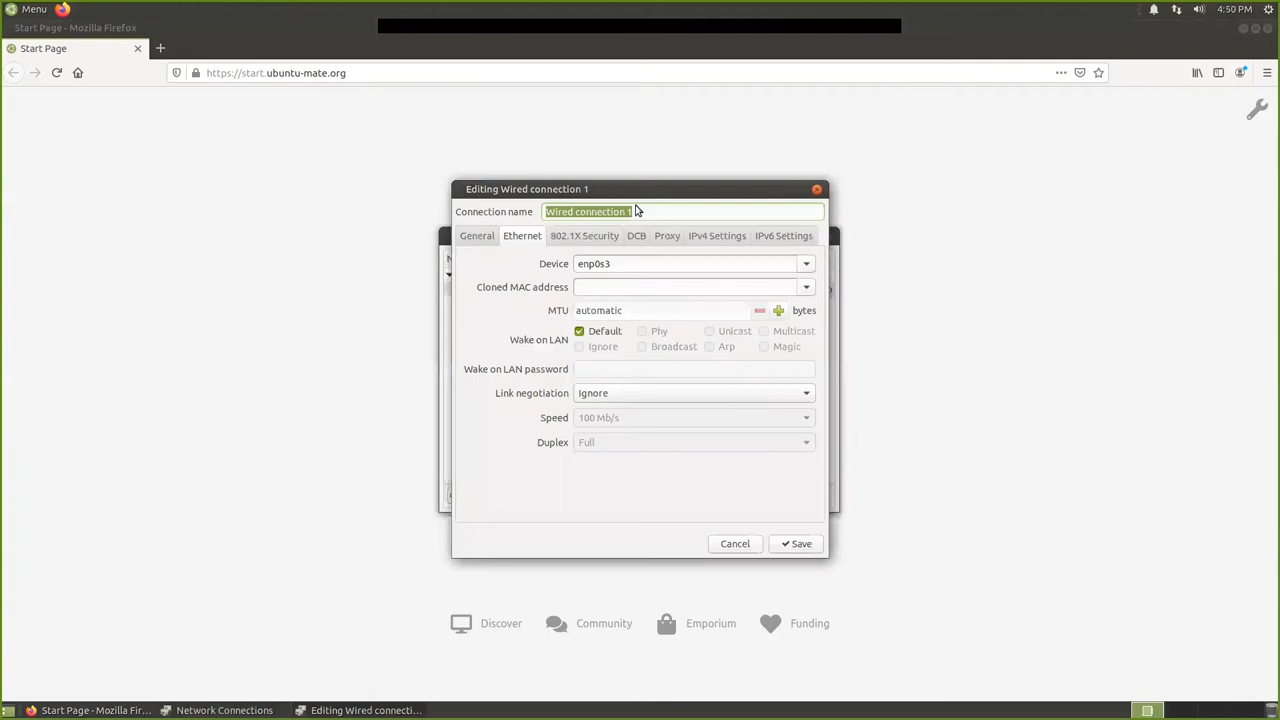 Menu
4:50 PM
Start Page - Mozilla Firefox
Start Page
https://start.ubuntu-mate.org
Editing Wired connection 1
Connection name Wired connection 1
General Ethernet 802.1X Security DCB Proxy IPv4 Settings IPv6 Settings
Device enp0s3
Cloned MAC address
MTU automatic bytes
Wake on LAN
Default Phy Unicast Multicast
Ignore Broadcast Arp Magic
Wake on LAN password
Link negotiation Ignore
Speed 100 Mb/s
Duplex Full
Cancel Save
Discover Community Emporium Funding
Start Page - Mozilla Fir... Network Connections Editing Wired connecti...